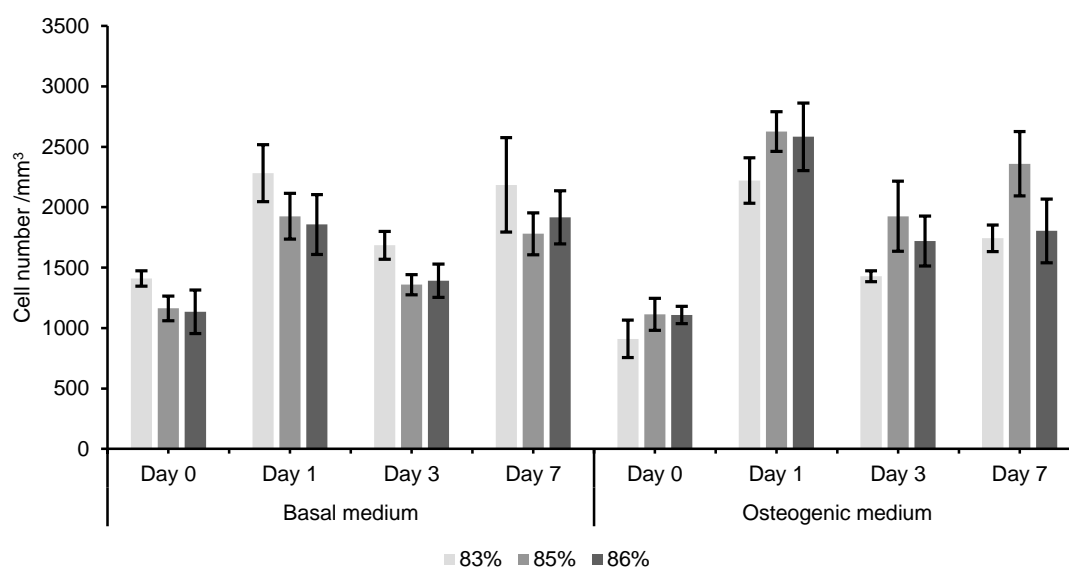 3500
3000
2500
2000
1500
1000
500
0
Cell number /mm³
Day 0 Day 1 Day 3 Day 7 Day 0 Day 1 Day 3 Day 7
Basal medium Osteogenic medium
83% 85% 86%